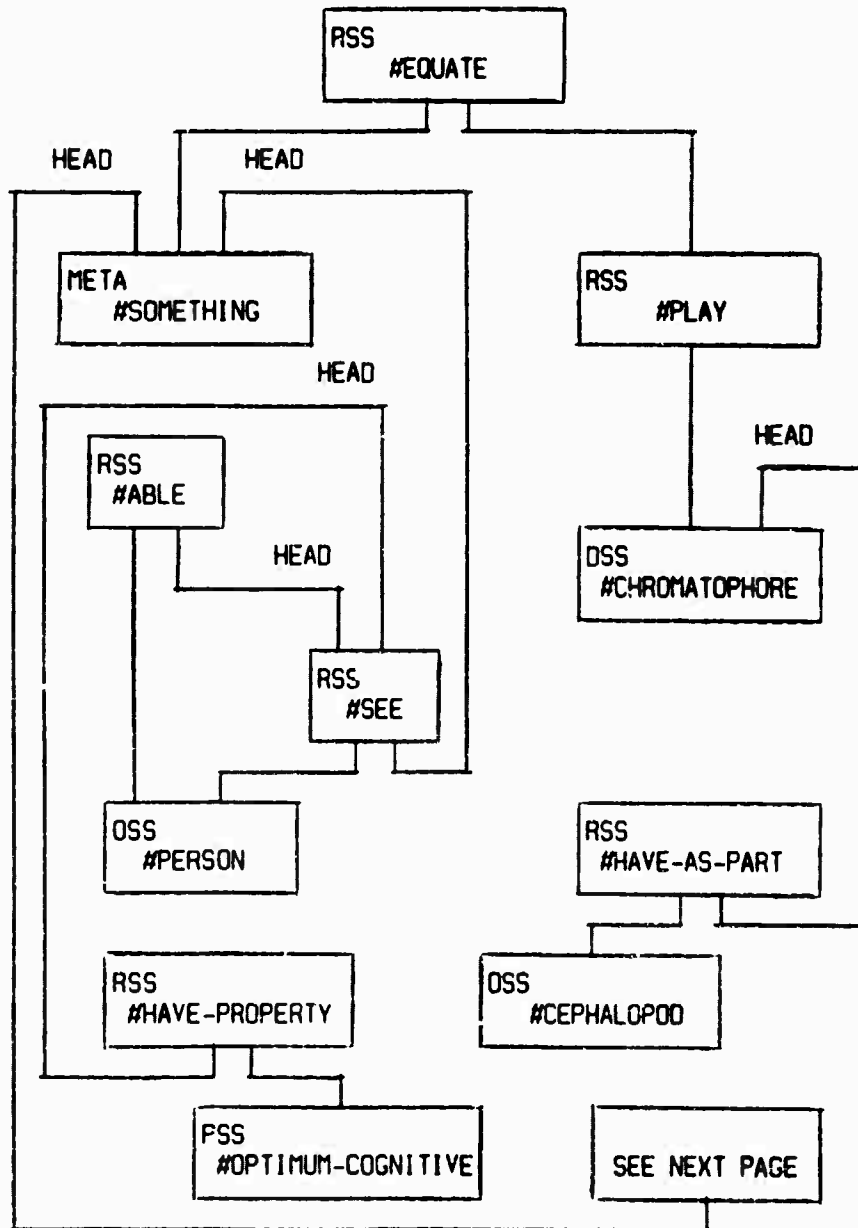 RSS
#EQUATE
HEAD
HEAD
META
#SOMETHING
RSS
#PLAY
HEAD
RSS
#ABLE
HEAD
HEAD
OSS
#CHROMATOPHORE
RSS
#SEE
OSS
#PERSON
RSS
#HAVE-AS-PART
RSS
#HAVE-PROPERTY
OSS
#CEPHALOPOD
PSS
#OPTIMUM-COGNITIVE
SEE NEXT PAGE